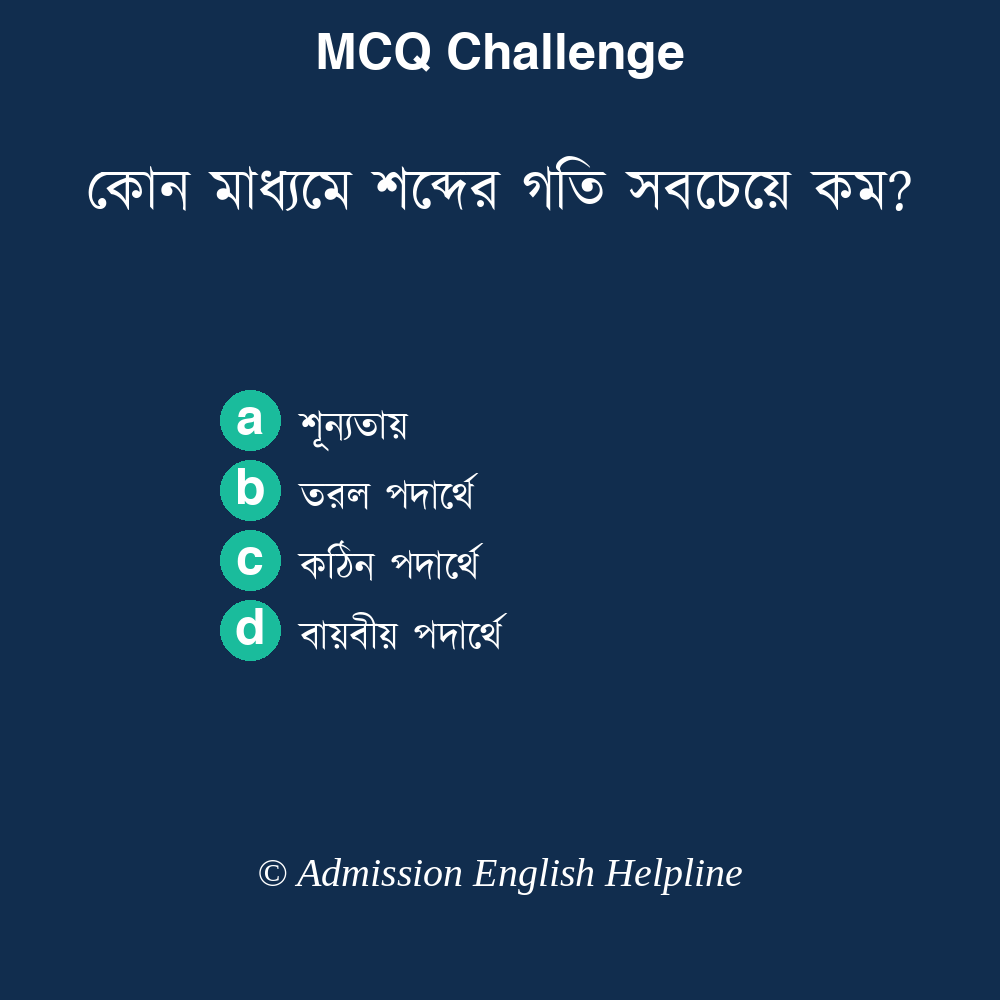 MCQ Challenge
কোন মাধ্যমে শব্দের গতি সবচেয়ে কম?
a শূন্যতায়
b তরল পদার্থে
c কঠিন পদার্থে
d বায়বীয় পদার্থে
© Admission English Helpline